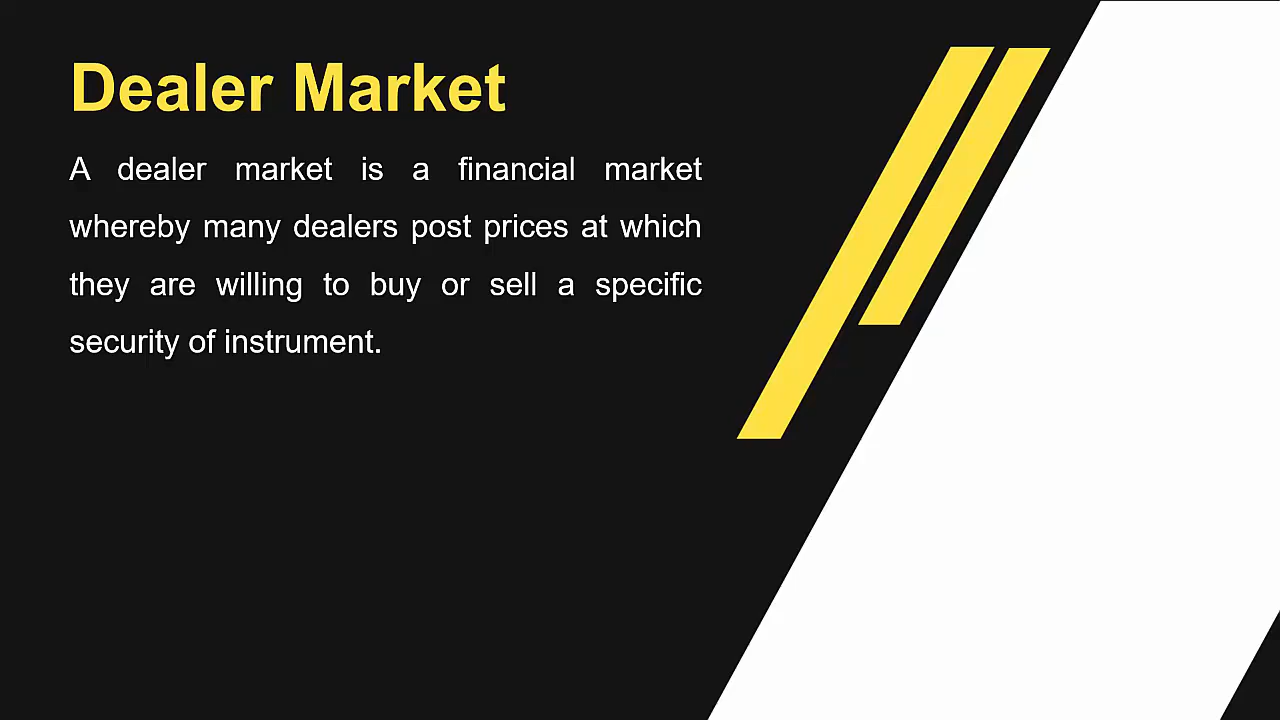 Dealer Market
A dealer market is a financial market
whereby many dealers post prices at which
they are willing to buy or sell a specific
security of instrument.